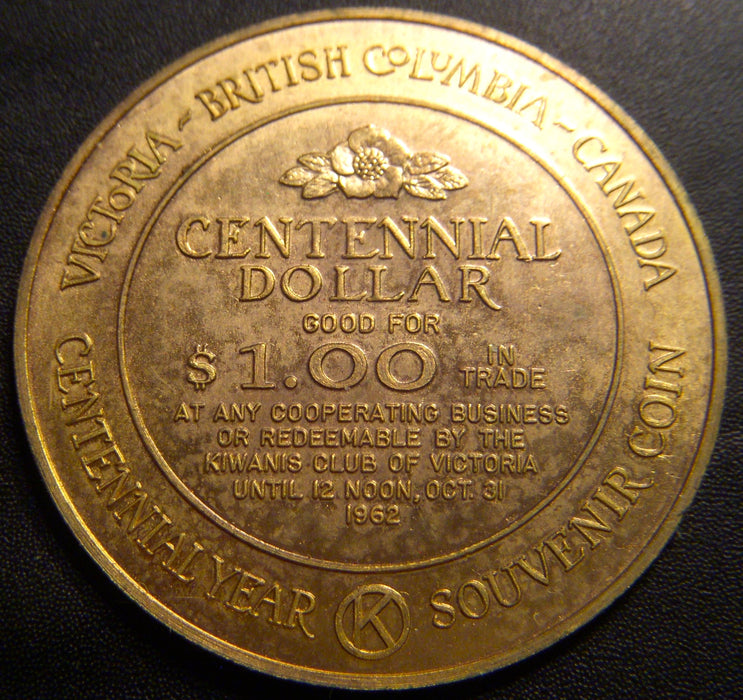 VICTORIA ~ BRITISH COLUMBIA ~ CANADA
CENTENNIAL
DOLLAR
GOOD FOR
$1.00 IN TRADE
AT ANY COOPERATING BUSINESS
OR REDEEMABLE BY THE
KIWANIS CLUB OF VICTORIA
UNTIL 12 NOON, OCT. 31
1962
CENTENNIAL YEAR K SOUVENIR COIN